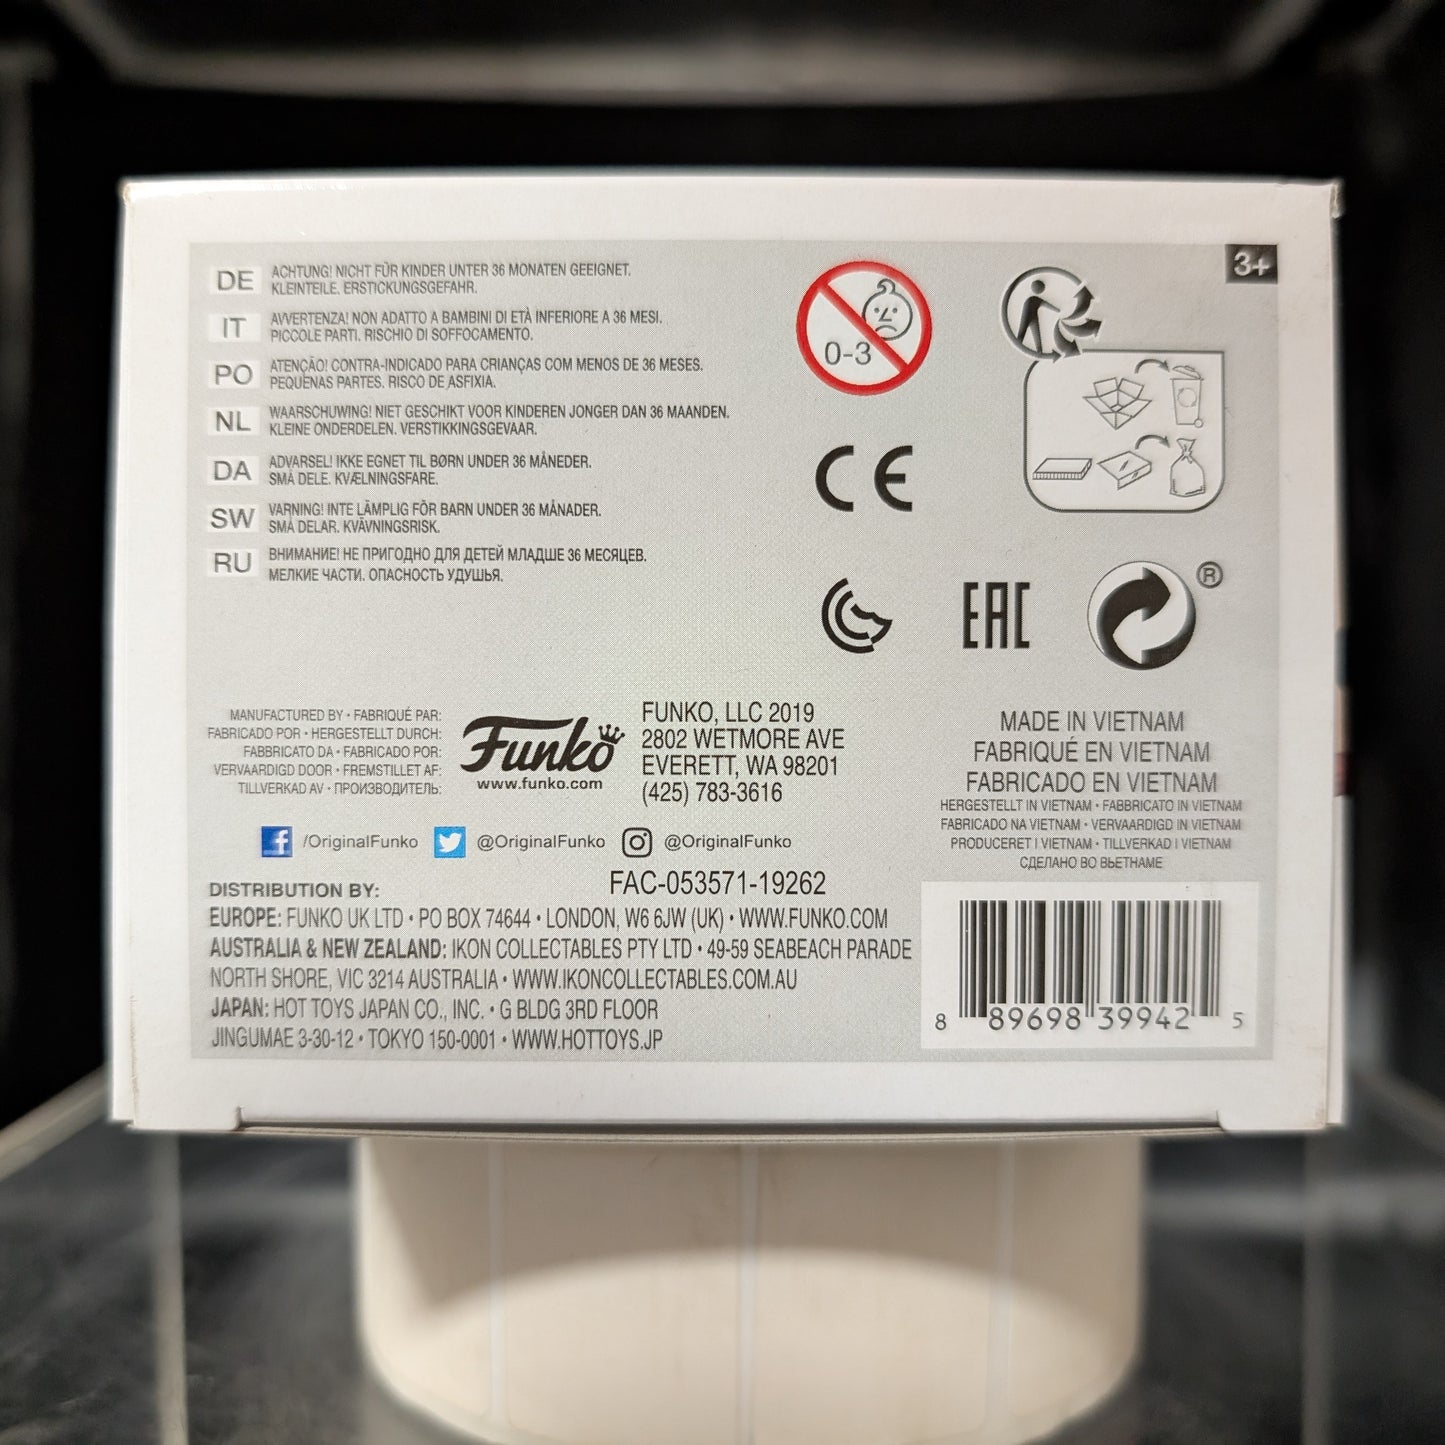 3+
DE ACHTUNG! NICHT FÜR KINDER UNTER 36 MONATEN GEEIGNET.
KLEINTEILE. ERSTICKUNGSGEFAHR.
IT AVVERTENZA! NON ADATTO A BAMBINI DI ETÀ INFERIORE A 36 MESI.
PICCOLE PARTI. RISCHIO DI SOFFOCAMENTO.
PO ATENÇÃO! CONTRA-INDICADO PARA CRIANÇAS COM MENOS DE 36 MESES.
PEQUENAS PARTES. RISCO DE ASFIXIA.
NL WAARSCHUWING! NIET GESCHIKT VOOR KINDEREN JONGER DAN 36 MAANDEN.
KLEINE ONDERDELEN. VERSTIKKINGSGEVAAR.
DA ADVARSEL! IKKE EGNET TIL BØRN UNDER 36 MÅNEDER.
SMÅ DELE. KVÆLNINGSFARE.
SW VARNING! INTE LÄMPLIG FÖR BARN UNDER 36 MÅNADER.
SMÅ DELAR. KVÄVNINGSRISK.
RU ВНИМАНИЕ! НЕ ПРИГОДНО ДЛЯ ДЕТЕЙ МЛАДШЕ 36 МЕСЯЦЕВ.
МЕЛКИЕ ЧАСТИ. ОПАСНОСТЬ УДУШЬЯ.
0-3
CE
EAC
®
MANUFACTURED BY • FABRIQUÉ PAR:
FABRICADO POR • HERGESTELLT DURCH:
FABBRICATO DA • FABRICADO POR:
VERVAARDIGD DOOR • FREMSTILLET AF:
TILLVERKAD AV • ПРОИЗВОДИТЕЛЬ:
Funko
www.funko.com
FUNKO, LLC 2019
2802 WETMORE AVE
EVERETT, WA 98201
(425) 783-3616
MADE IN VIETNAM
FABRIQUÉ EN VIETNAM
FABRICADO EN VIETNAM
HERGESTELLT IN VIETNAM • FABBRICATO IN VIETNAM
FABRICADO NA VIETNAM • VERVAARDIGD IN VIETNAM
PRODUCERET I VIETNAM • TILLVERKAD I VIETNAM
СДЕЛАНО ВО ВЬЕТНАМЕ
f /OriginalFunko @OriginalFunko @OriginalFunko
FAC-053571-19262
DISTRIBUTION BY:
EUROPE: FUNKO UK LTD • PO BOX 74644 • LONDON, W6 6JW (UK) • WWW.FUNKO.COM
AUSTRALIA & NEW ZEALAND: IKON COLLECTABLES PTY LTD • 49-59 SEABEACH PARADE
NORTH SHORE, VIC 3214 AUSTRALIA • WWW.IKONCOLLECTABLES.COM.AU
JAPAN: HOT TOYS JAPAN CO., INC. • G BLDG 3RD FLOOR
JINGUMAE 3-30-12 • TOKYO 150-0001 • WWW.HOTTOYS.JP
8 89698 39942 5